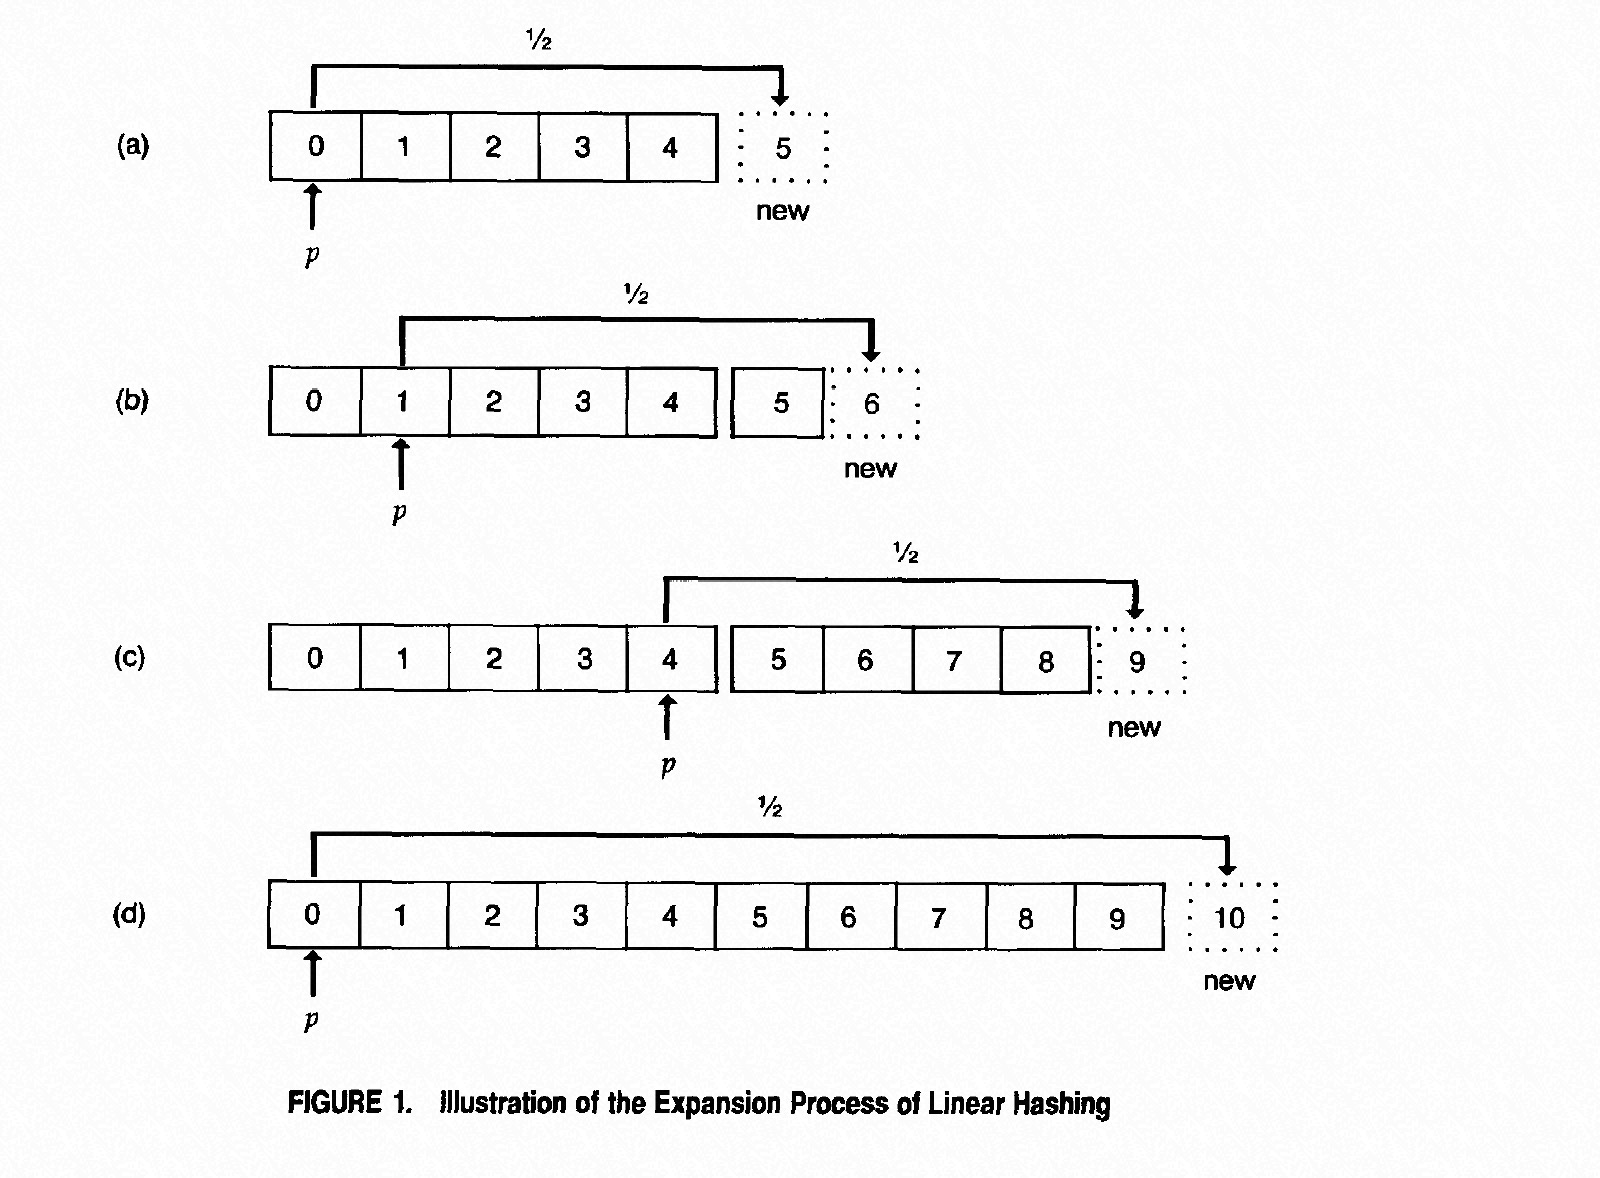 ½
(a) 0 1 2 3 4 5
new
p
½
(b) 0 1 2 3 4 5 6
new
p
½
(c) 0 1 2 3 4 5 6 7 8 9
new
p
½
(d) 0 1 2 3 4 5 6 7 8 9 10
new
p
FIGURE 1. Illustration of the Expansion Process of Linear Hashing